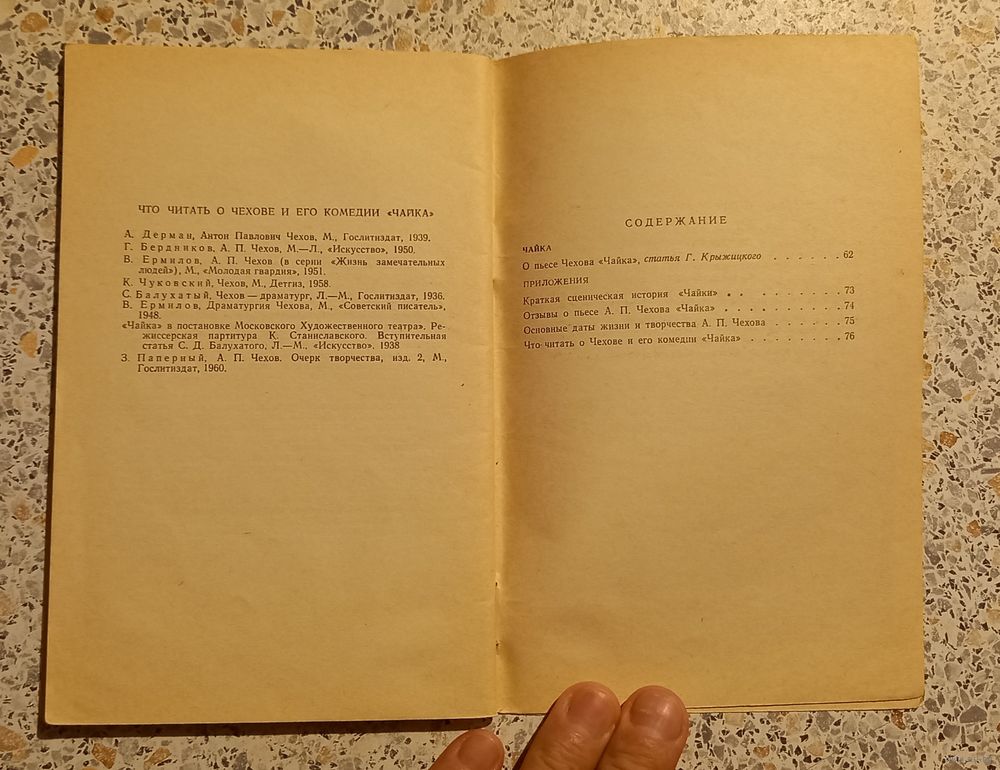 ЧТО ЧИТАТЬ О ЧЕХОВЕ И ЕГО КОМЕДИИ «ЧАЙКА»
А. Дерман, Антон Павлович Чехов, М., Гослитиздат, 1939.
Г. Бердников, А. П. Чехов, М.—Л., «Искусство», 1950.
В. Ермилов, А. П. Чехов (в серии «Жизнь замечательных
людей»), М., «Молодая гвардия», 1951.
К. Чуковский, Чехов, М., Детгиз, 1958.
С. Балухатый, Чехов — драматург, Л.—М., Гослитиздат, 1936.
В. Ермилов, Драматургия Чехова, М., «Советский писатель»,
1948.
«Чайка» в постановке Московского Художественного театра». Ре-
жиссерская партитура К. Станиславского. Вступительная
статья С. Д. Балухатого, Л.—М., «Искусство». 1938
З. Паперный, А. П. Чехов. Очерк творчества, изд. 2, М.,
Гослитиздат, 1960.
СОДЕРЖАНИЕ
ЧАЙКА
О пьесе Чехова «Чайка», статья Г. Крыжицкого . . . . . . 62
ПРИЛОЖЕНИЯ
Краткая сценическая история «Чайки» . . . . . . . . . . 73
Отзывы о пьесе А. П. Чехова «Чайка» . . . . . . . . . . 74
Основные даты жизни и творчества А. П. Чехова . . . . . . 75
Что читать о Чехове и его комедии «Чайка» . . . . . . . . 76